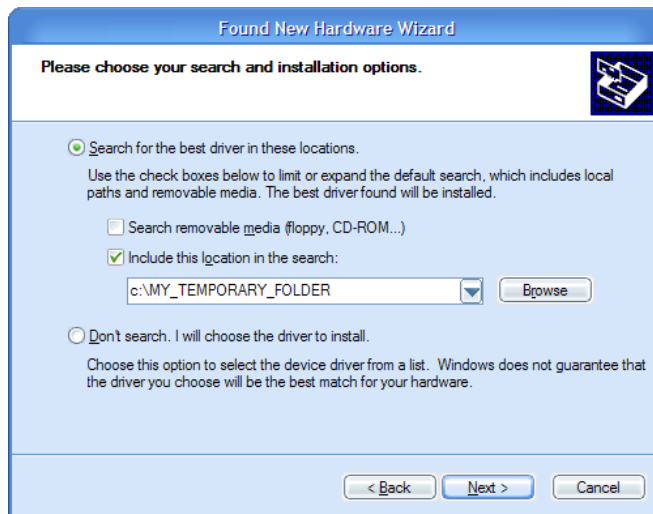 Found New Hardware Wizard
Please choose your search and installation options.
Search for the best driver in these locations.
Use the check boxes below to limit or expand the default search, which includes local
paths and removable media. The best driver found will be installed.
Search removable media (floppy, CD-ROM...)
Include this location in the search:
c:\MY_TEMPORARY_FOLDER
Browse
Don't search. I will choose the driver to install.
Choose this option to select the device driver from a list. Windows does not guarantee that
the driver you choose will be the best match for your hardware.
< Back
Next >
Cancel